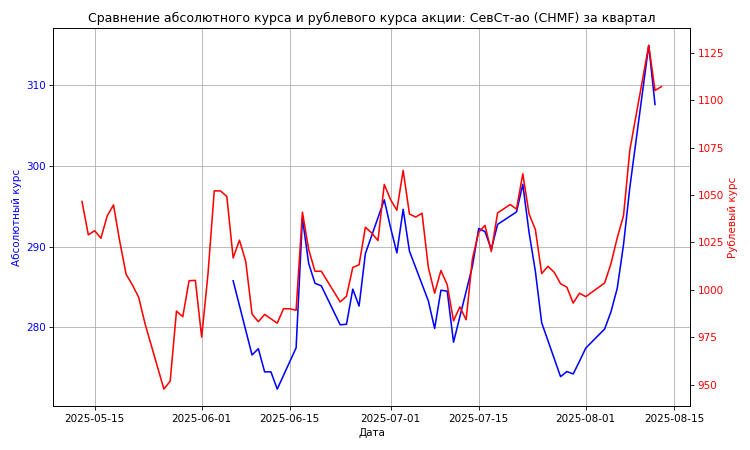 Сравнение абсолютного курса и рублевого курса акции: СевСт-ао (CHMF) за квартал
Абсолютный курс
310
300
290
280
1125
1100
1075
1050
1025
1000
975
950
Рублевый курс
2025-05-15 2025-06-01 2025-06-15 2025-07-01 2025-07-15 2025-08-01 2025-08-15
Дата